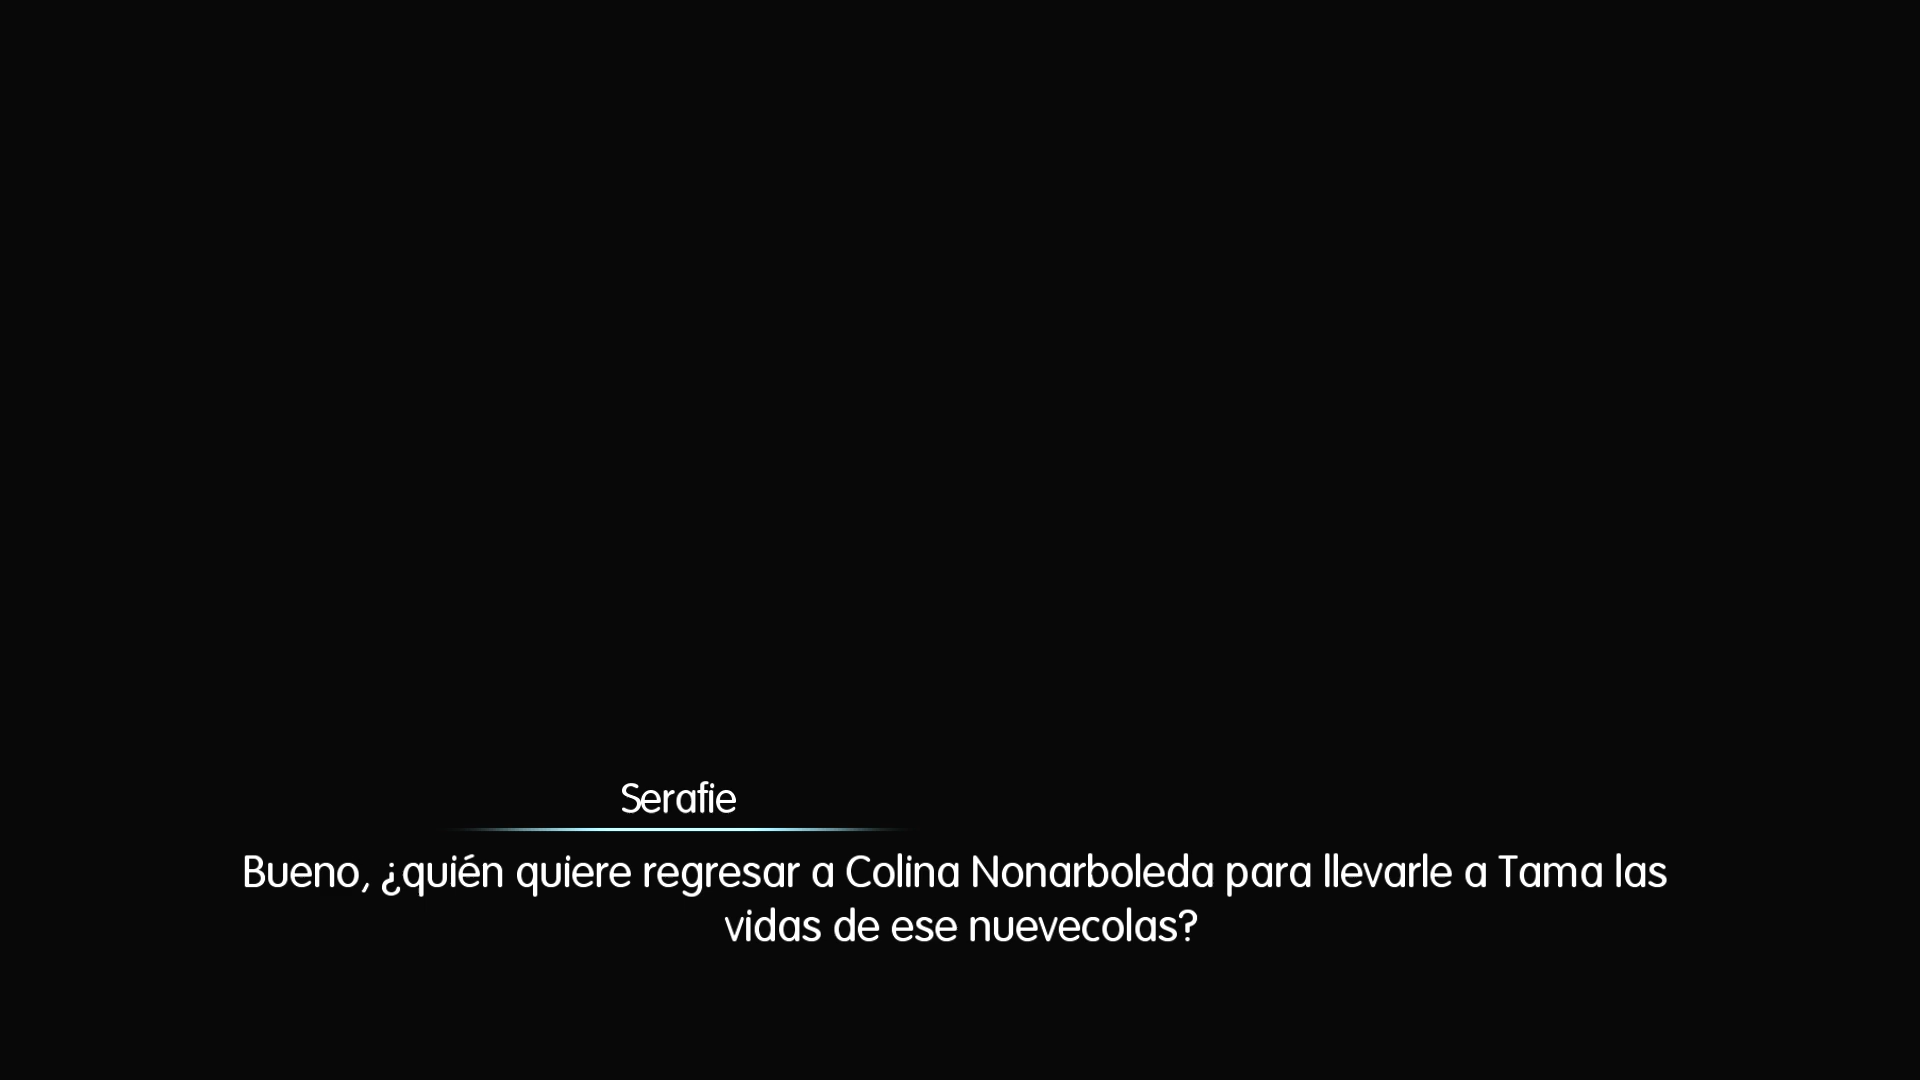 Serafie
Bueno, ¿quién quiere regresar a Colina Nonarboleda para llevarle a Tama las
vidas de ese nuevecolas?